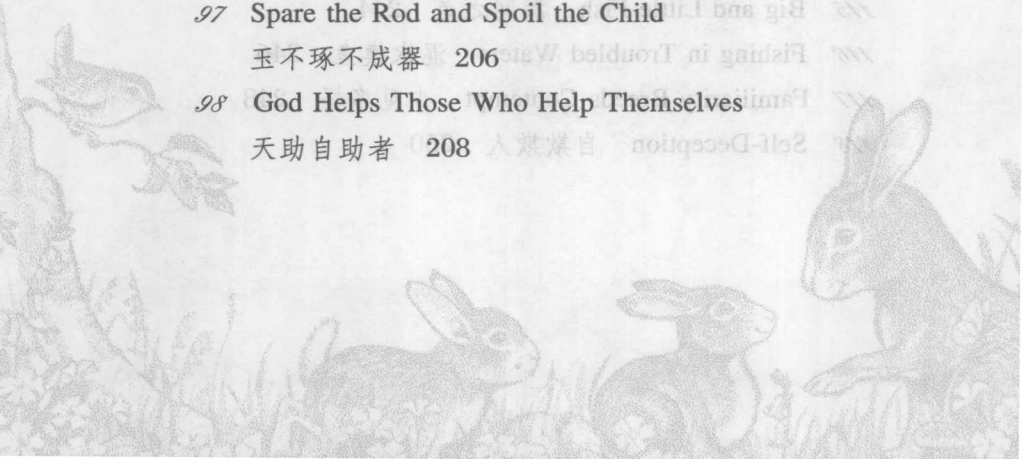 97 Spare the Rod and Spoil the Child
玉不琢不成器 206
98 God Helps Those Who Help Themselves
天助自助者 208